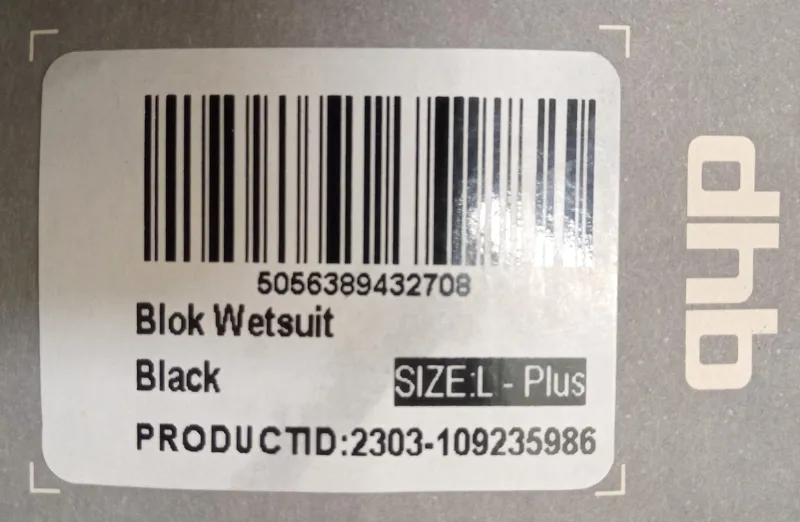 5056389432708
Blok Wetsuit
Black SIZE:L - Plus
PRODUCTID:2303-109235986
dhb